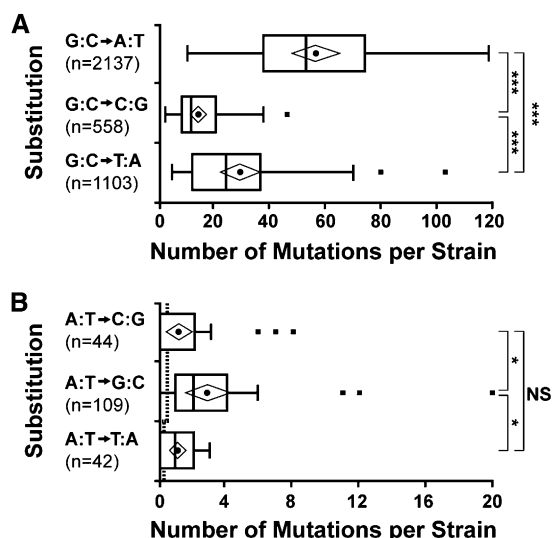 A
Substitution
G:C→A:T
(n=2137)
G:C→C:G
(n=558)
G:C→T:A
(n=1103)
***
***
***
0 20 40 60 80 100 120
Number of Mutations per Strain
B
Substitution
A:T→C:G
(n=44)
A:T→G:C
(n=109)
A:T→T:A
(n=42)
*
*
NS
0 4 8 12 16 20
Number of Mutations per Strain